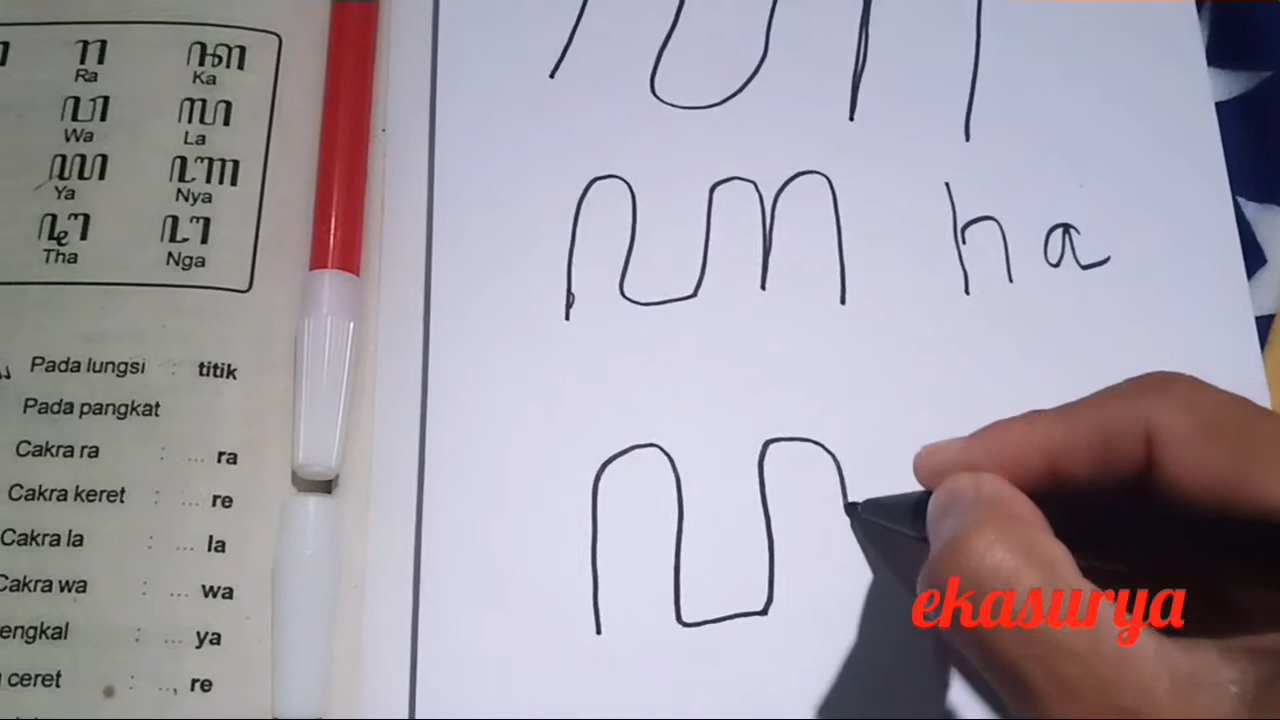 ꦫ ꦏ
Ra Ka
ꦮ ꦭ
Wa La
ꦪ ꦚ
Ya Nya
ꦛ ꦔ
Tha Nga
Pada lungsi : titik
Pada pangkat
Cakra ra : ... ra
Cakra keret : ... re
Cakra la : ... la
Cakra wa : ... wa
engkal : ... ya
ceret : ..., re
ꦲ ha
ekasurya